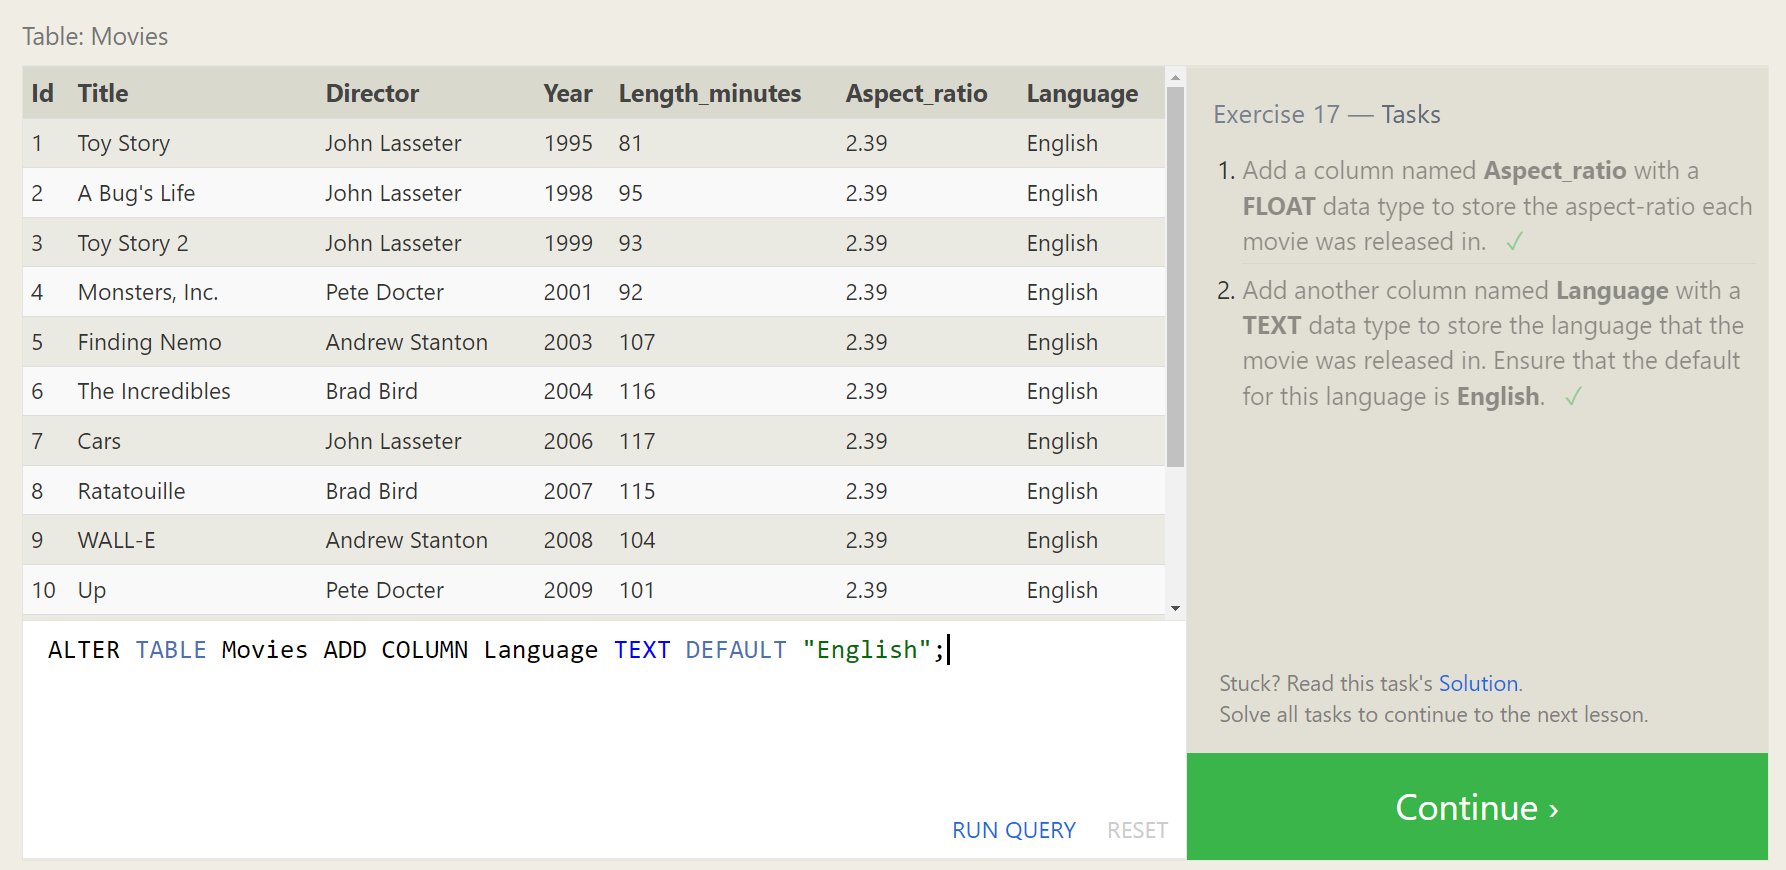 Table: Movies
Id Title Director Year Length_minutes Aspect_ratio Language
1 Toy Story John Lasseter 1995 81 2.39 English
2 A Bug's Life John Lasseter 1998 95 2.39 English
3 Toy Story 2 John Lasseter 1999 93 2.39 English
4 Monsters, Inc. Pete Docter 2001 92 2.39 English
5 Finding Nemo Andrew Stanton 2003 107 2.39 English
6 The Incredibles Brad Bird 2004 116 2.39 English
7 Cars John Lasseter 2006 117 2.39 English
8 Ratatouille Brad Bird 2007 115 2.39 English
9 WALL-E Andrew Stanton 2008 104 2.39 English
10 Up Pete Docter 2009 101 2.39 English
ALTER TABLE Movies ADD COLUMN Language TEXT DEFAULT "English";
RUN QUERY RESET
Exercise 17 — Tasks
1. Add a column named Aspect_ratio with a
FLOAT data type to store the aspect-ratio each
movie was released in. ✓
2. Add another column named Language with a
TEXT data type to store the language that the
movie was released in. Ensure that the default
for this language is English. ✓
Stuck? Read this task's Solution.
Solve all tasks to continue to the next lesson.
Continue ›